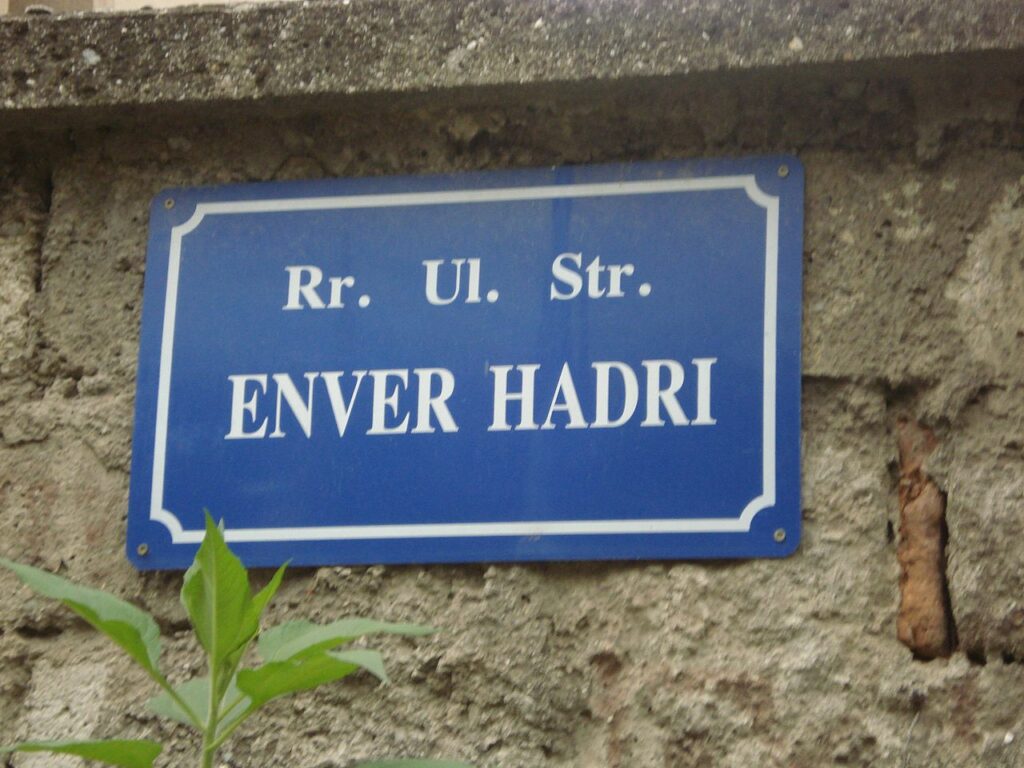 Rr. Ul. Str.
ENVER HADRI